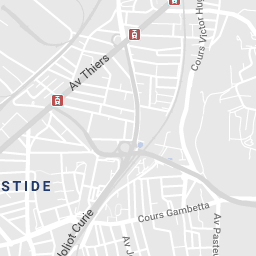 Cours Victor Hu
Av Thiers
STIDE
Cours Gambetta
Joliot Curie
Av Pasteu
Av J